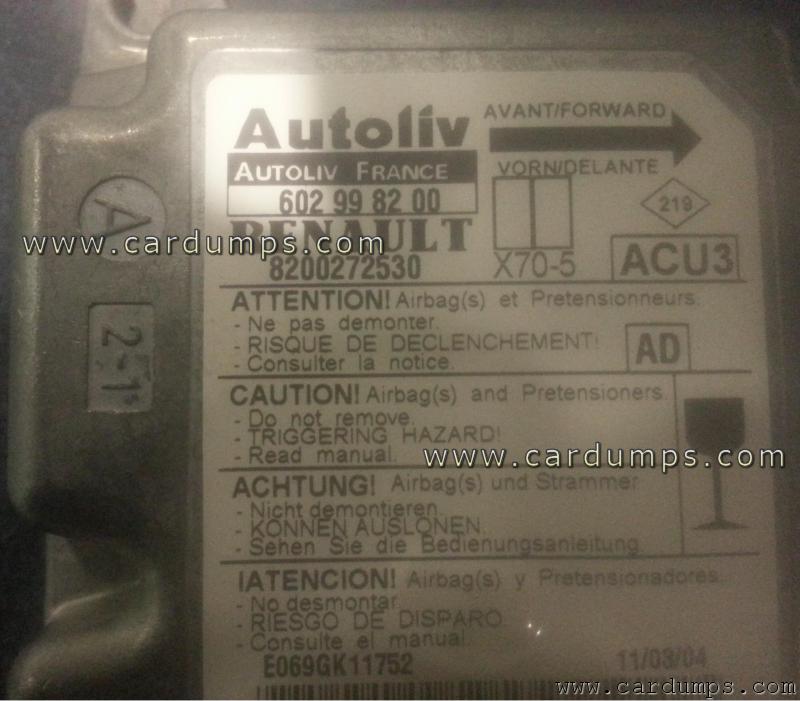 Autoliv
AVANT/FORWARD
AUTOLIV FRANCE
VORN/DELANTE
602 99 82 00
219
A
RENAULT
www.cardumps.com
8200272530
X70-5
ACU3
ATTENTION! Airbag(s) et Pretensionneurs.
- Ne pas demonter.
- RISQUE DE DECLENCHEMENT!
AD
- Consulter la notice.
2-1
CAUTION! Airbag(s) and Pretensioners.
- Do not remove.
- TRIGGERING HAZARD!
- Read manual.
www.cardumps.com
ACHTUNG! Airbag(s) und Strammer
- Nicht demontieren.
- KONNEN AUSLONEN.
- Sehen Sie die Bedienungsanleitung
!ATENCION! Airbag(s) y Pretensionadores.
- No desmontar.
- RIESGO DE DISPARO
- Consulte el manual.
E069GK11752
11/03/04
www.cardumps.com